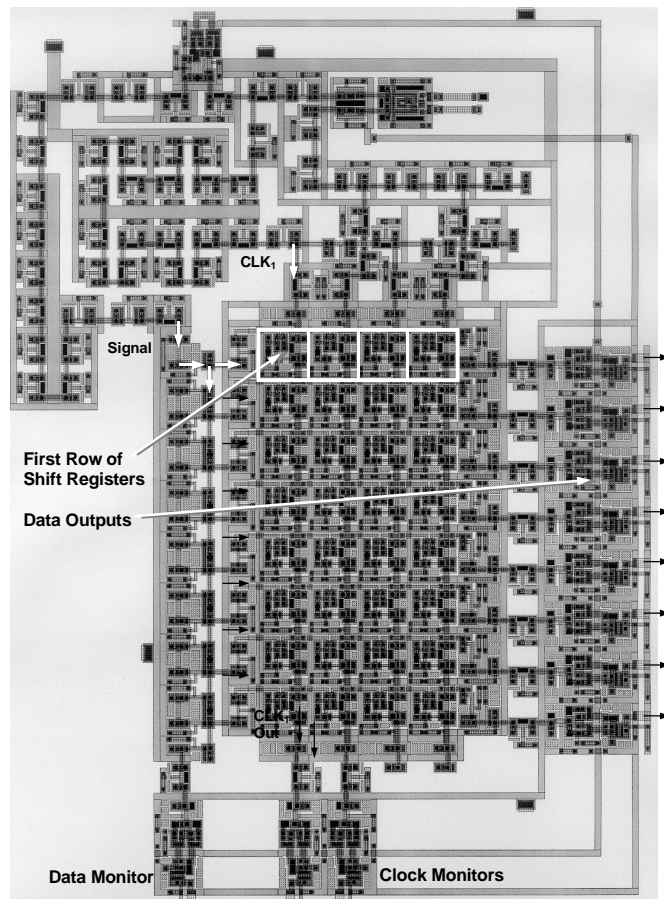 CLK1
Signal
First Row of
Shift Registers
Data Outputs
CLK1
Out
Data Monitor
Clock Monitors